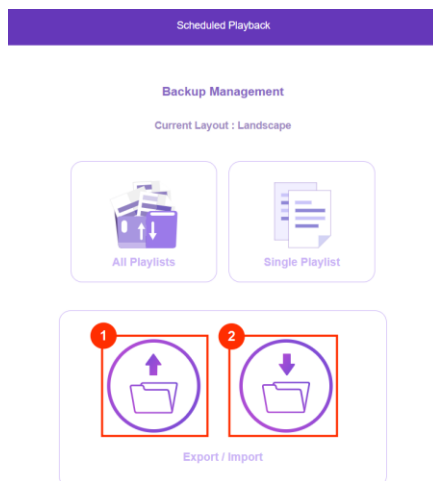 Scheduled Playback
Backup Management
Current Layout : Landscape
All Playlists
Single Playlist
1
2
Export / Import